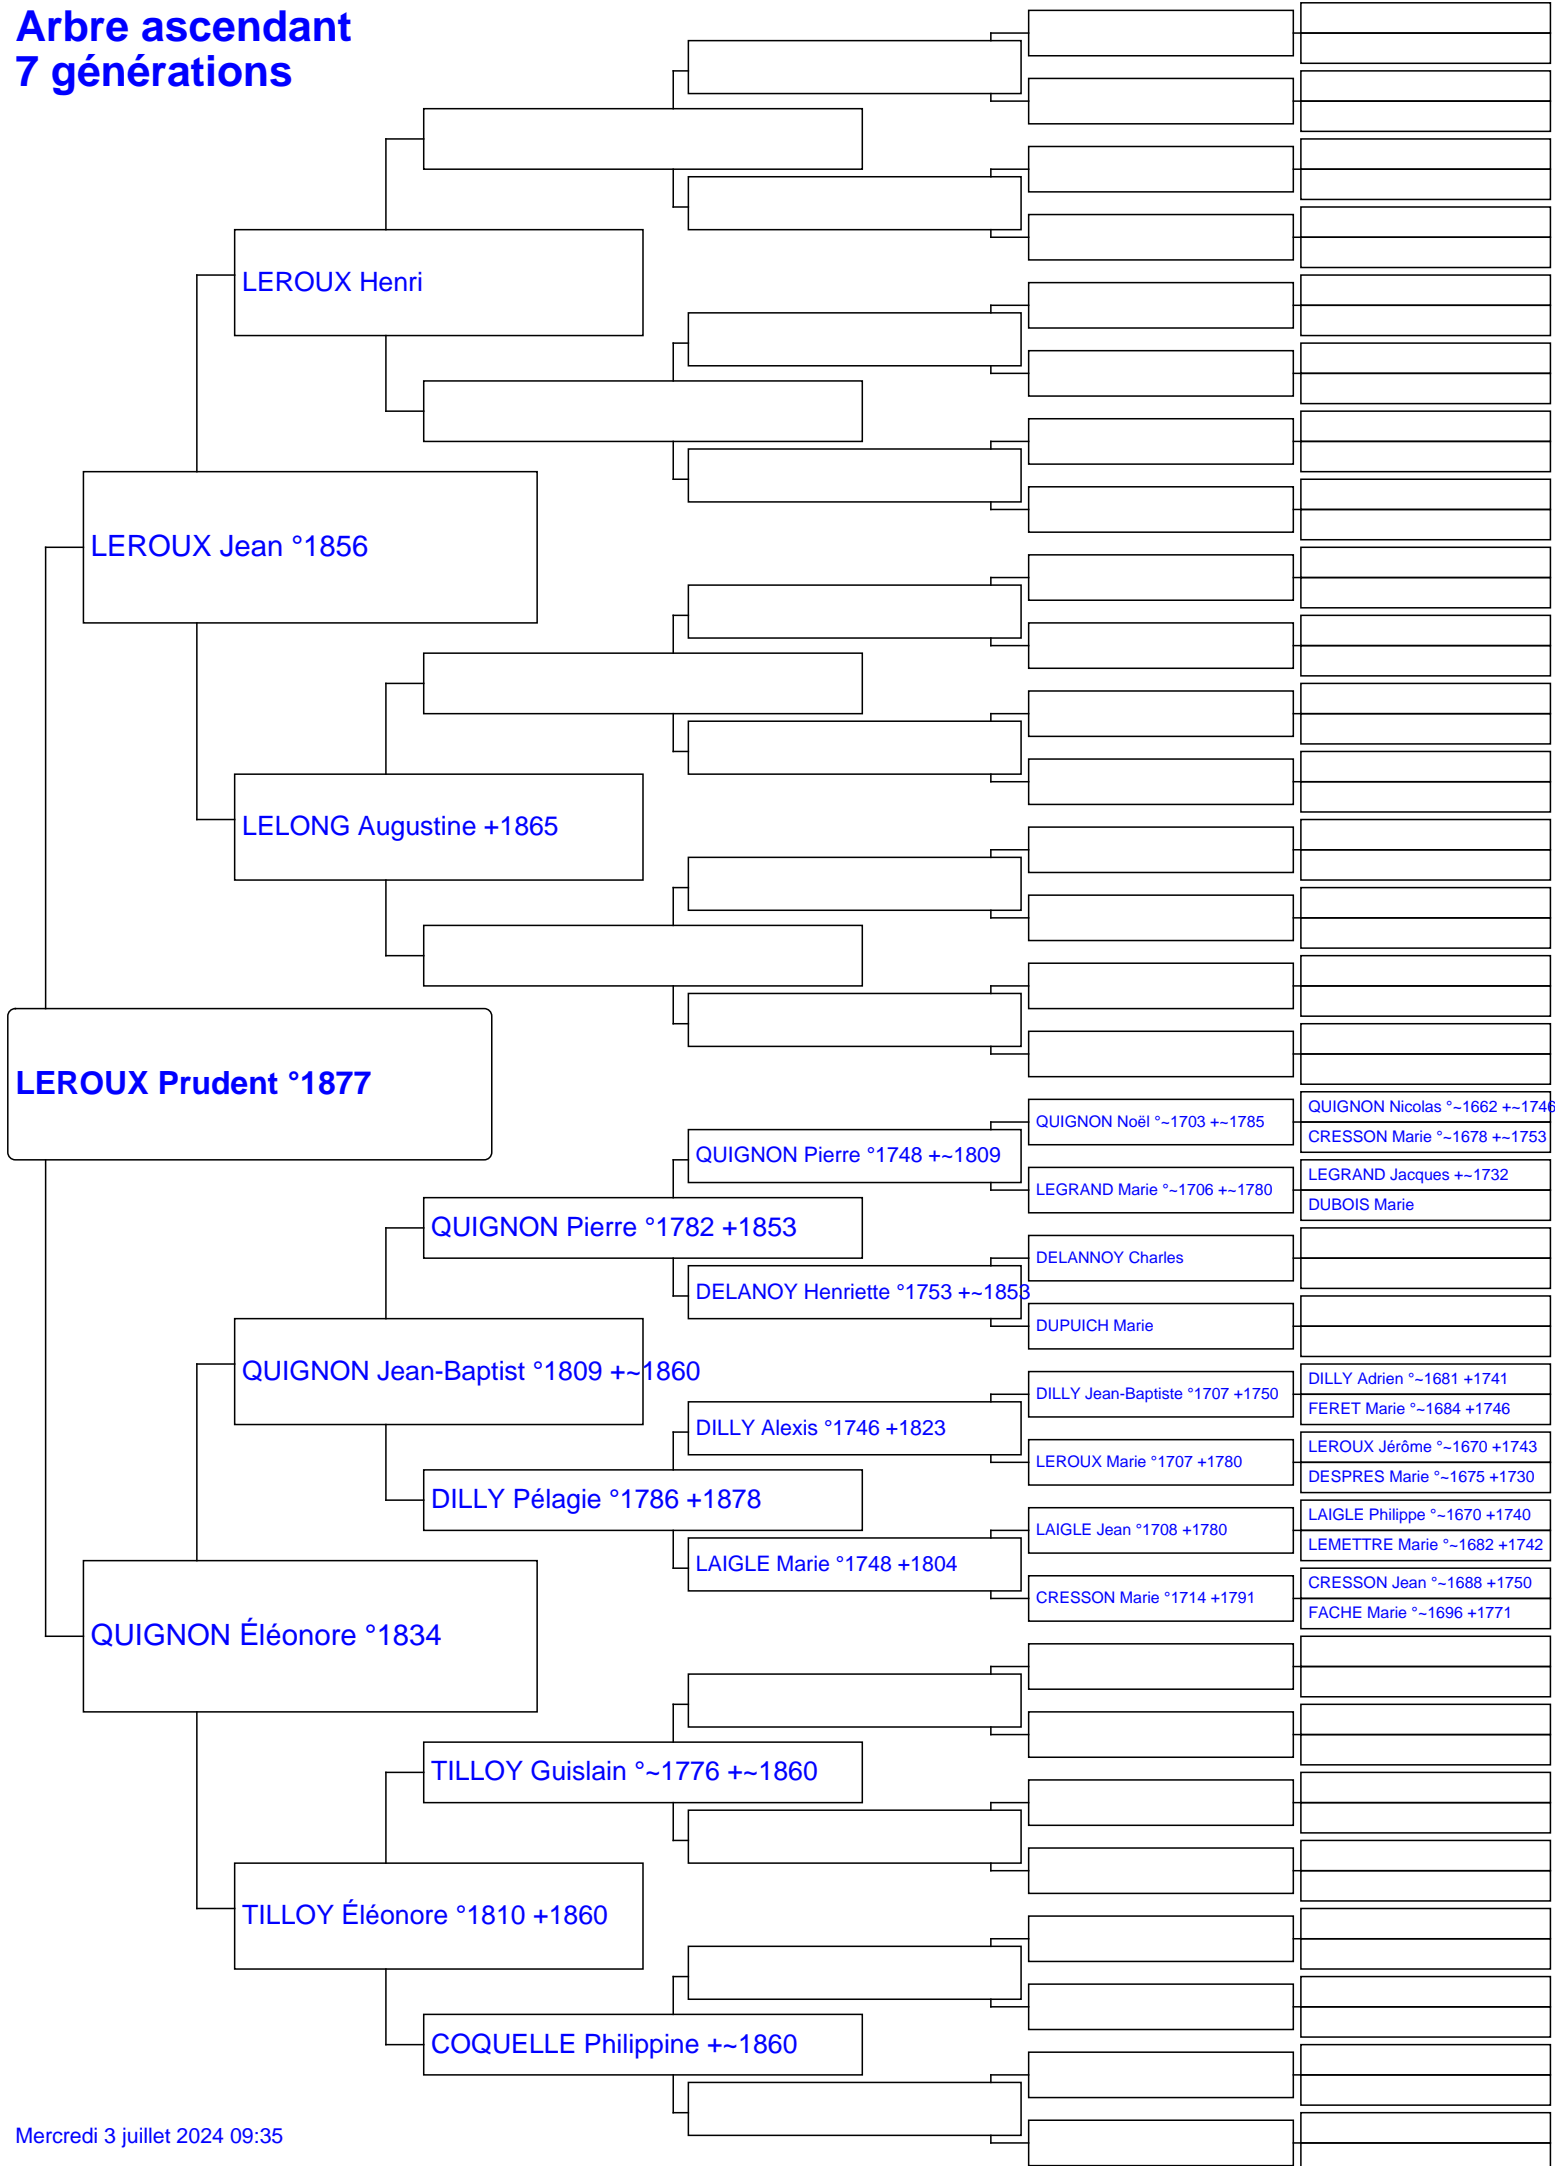 Arbre ascendant
7 générations
LEROUX Henri
LEROUX Jean °1856
LELONG Augustine +1865
LEROUX Prudent °1877
QUIGNON Nicolas °~1662 +~1746
QUIGNON Noël °~1703 +~1785
CRESSON Marie °~1678 +~1753
QUIGNON Pierre °1748 +~1809
LEGRAND Jacques +~1732
LEGRAND Marie °~1706 +~1780
DUBOIS Marie
QUIGNON Pierre °1782 +1853
DELANNOY Charles
DELANOY Henriette °1753 +~1853
DUPUICH Marie
QUIGNON Jean-Baptist °1809 +~1860
DILLY Adrien °~1681 +1741
DILLY Jean-Baptiste °1707 +1750
FERET Marie °~1684 +1746
DILLY Alexis °1746 +1823
LEROUX Jérôme °~1670 +1743
LEROUX Marie °1707 +1780
DESPRES Marie °~1675 +1730
DILLY Pélagie °1786 +1878
LAIGLE Philippe °~1670 +1740
LAIGLE Jean °1708 +1780
LEMETTRE Marie °~1682 +1742
LAIGLE Marie °1748 +1804
CRESSON Jean °~1688 +1750
CRESSON Marie °1714 +1791
FACHE Marie °~1696 +1771
QUIGNON Éléonore °1834
TILLOY Guislain °~1776 +~1860
TILLOY Éléonore °1810 +1860
COQUELLE Philippine +~1860
Mercredi 3 juillet 2024 09:35